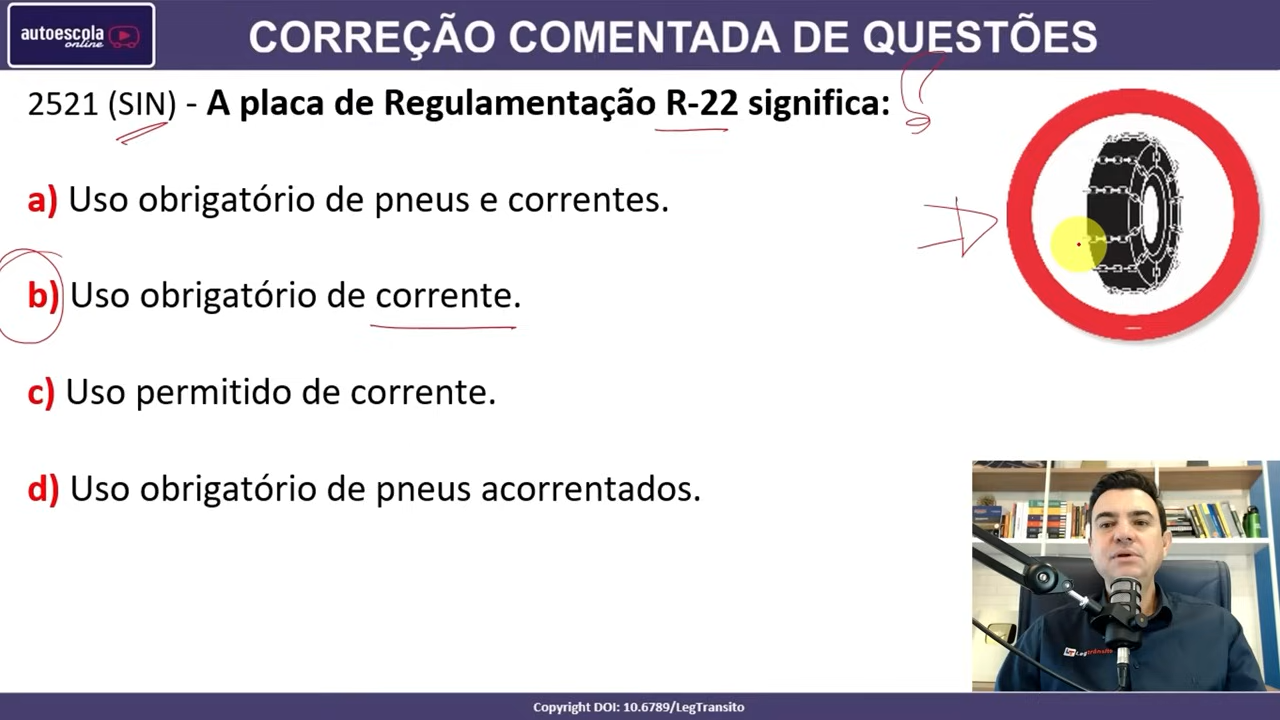 autoescola
online
CORREÇÃO COMENTADA DE QUESTÕES
2521 (SIN) - A placa de Regulamentação R-22 significa:
a) Uso obrigatório de pneus e correntes.
b) Uso obrigatório de corrente.
c) Uso permitido de corrente.
d) Uso obrigatório de pneus acorrentados.
Legtrânsito
Copyright DOI: 10.6789/LegTransito